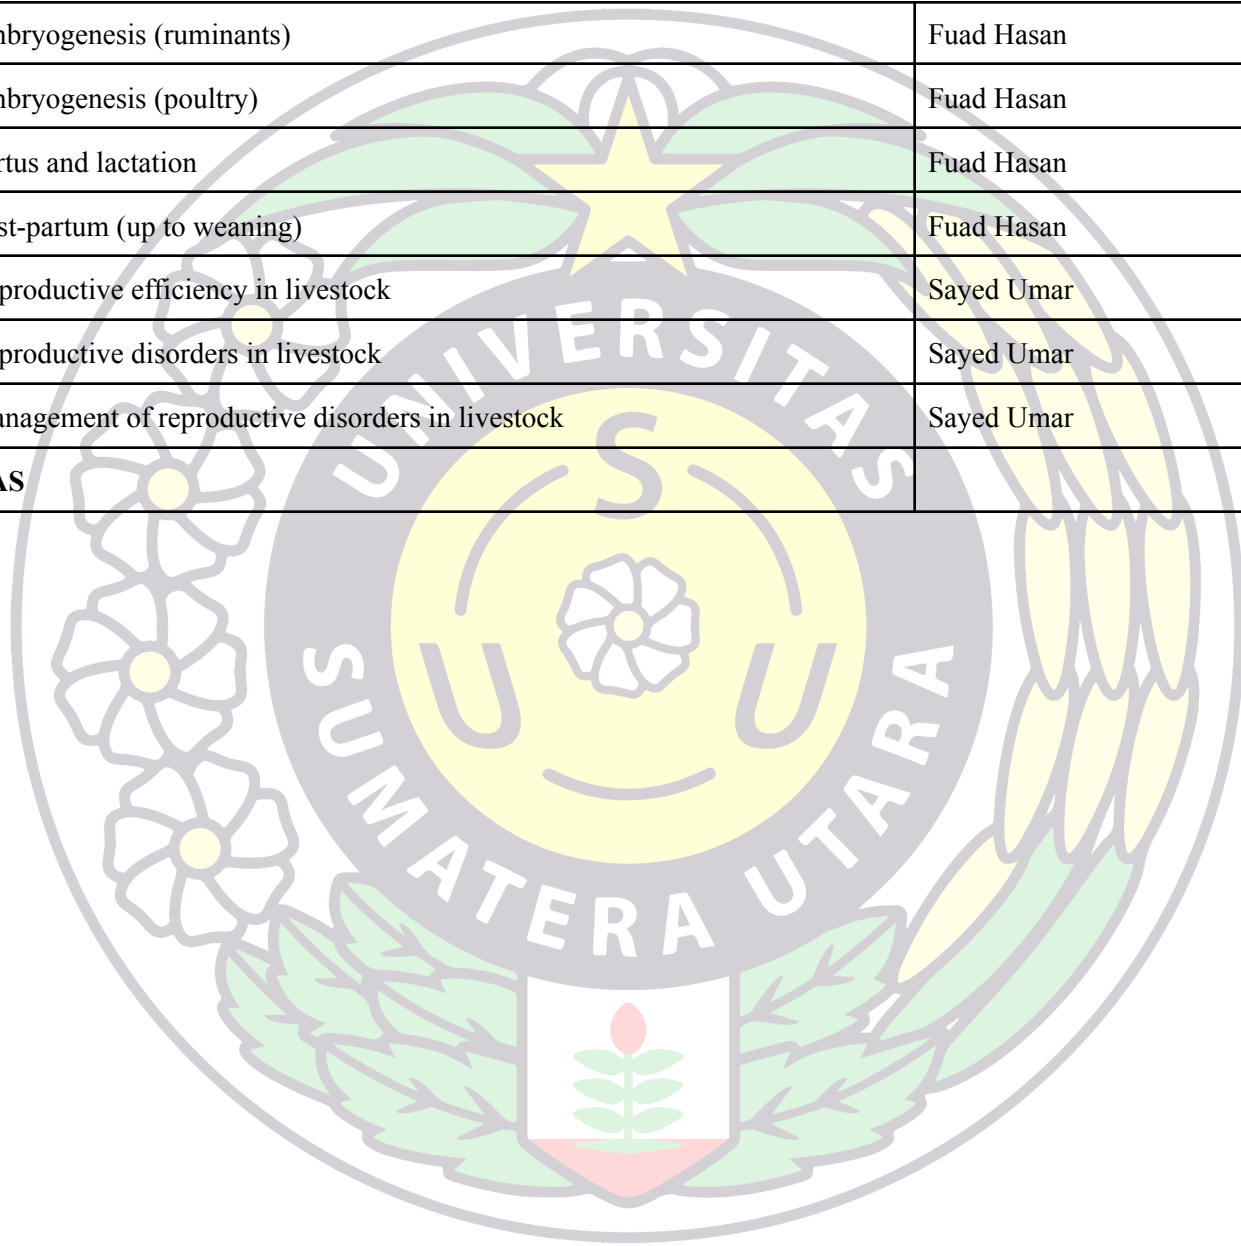 mbryogenesis (ruminants) Fuad Hasan
mbryogenesis (poultry) Fuad Hasan
rtus and lactation Fuad Hasan
st-partum (up to weaning) Fuad Hasan
productive efficiency in livestock Sayed Umar
productive disorders in livestock Sayed Umar
anagement of reproductive disorders in livestock Sayed Umar
AS
UNIVERSITAS
SUMATERA UTARA
S
U U